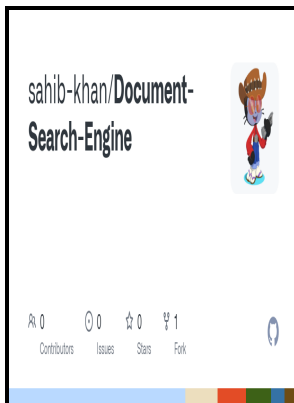 sahib-khan/Document-
Search-Engine
0 0 0 1
Contributors Issues Stars Fork